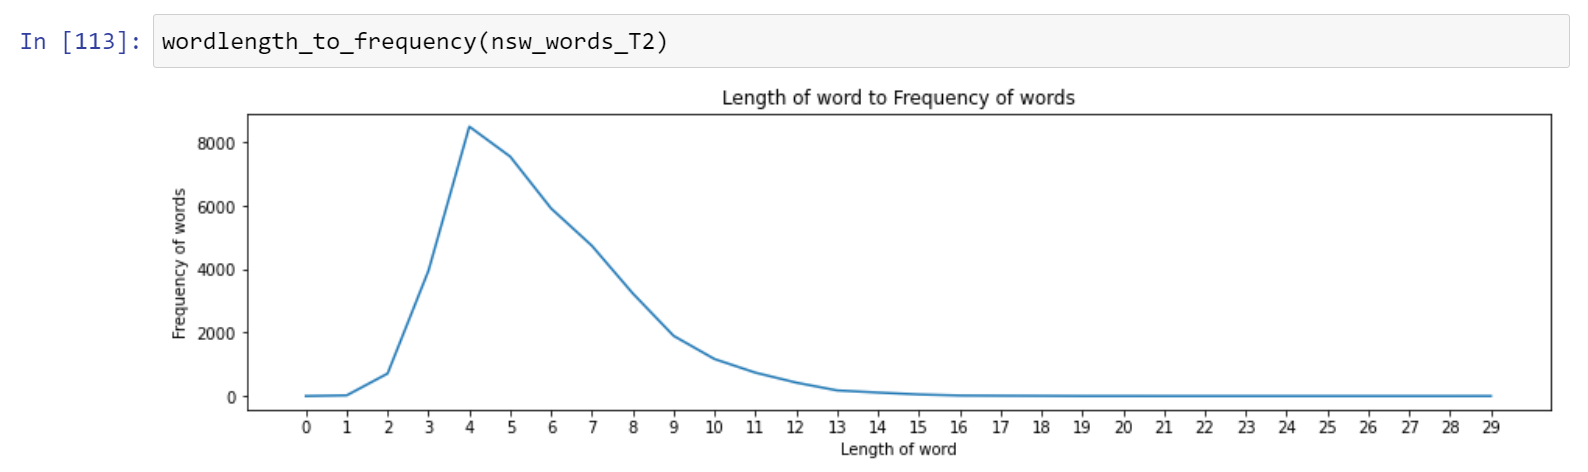 In [113]: wordlength_to_frequency(nsw_words_T2)
Length of word to Frequency of words
Frequency of words
8000
6000
4000
2000
0
0 1 2 3 4 5 6 7 8 9 10 11 12 13 14 15 16 17 18 19 20 21 22 23 24 25 26 27 28 29
Length of word